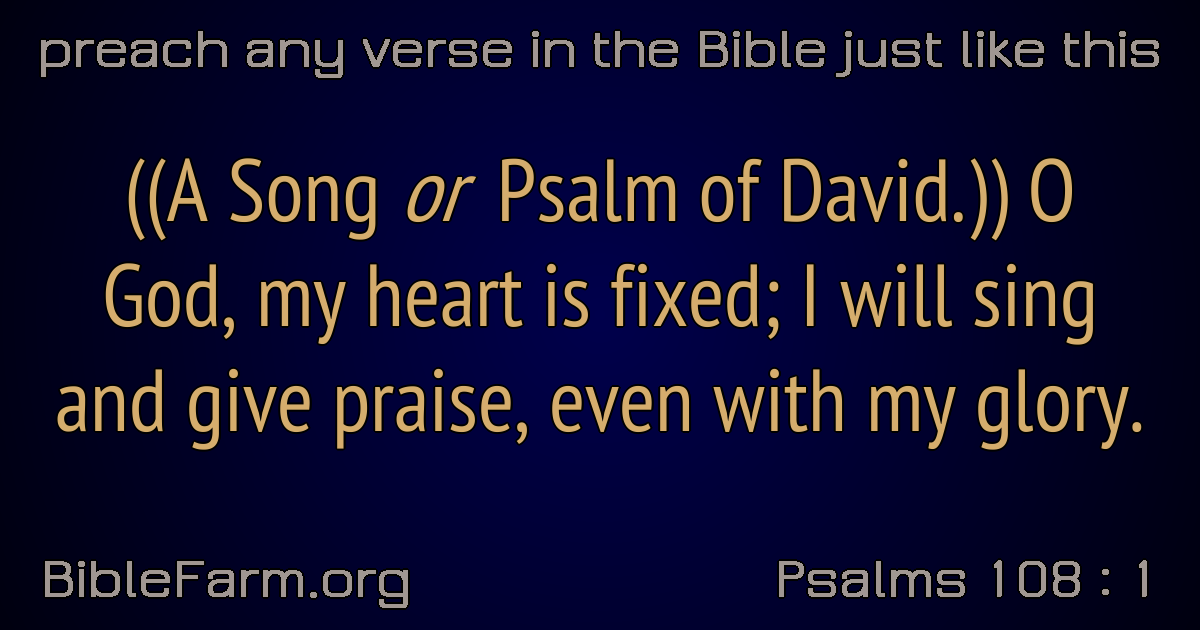 preach any verse in the Bible just like this
((A Song or Psalm of David.)) O
God, my heart is fixed; I will sing
and give praise, even with my glory.
BibleFarm.org
Psalms 108 : 1